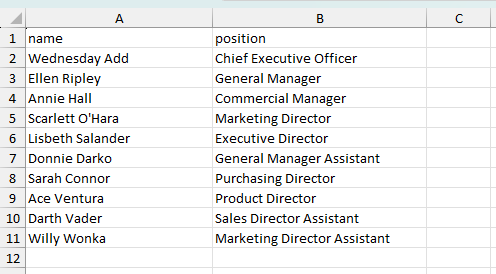 A B C
1 name position
2 Wednesday Add Chief Executive Officer
3 Ellen Ripley General Manager
4 Annie Hall Commercial Manager
5 Scarlett O'Hara Marketing Director
6 Lisbeth Salander Executive Director
7 Donnie Darko General Manager Assistant
8 Sarah Connor Purchasing Director
9 Ace Ventura Product Director
10 Darth Vader Sales Director Assistant
11 Willy Wonka Marketing Director Assistant
12